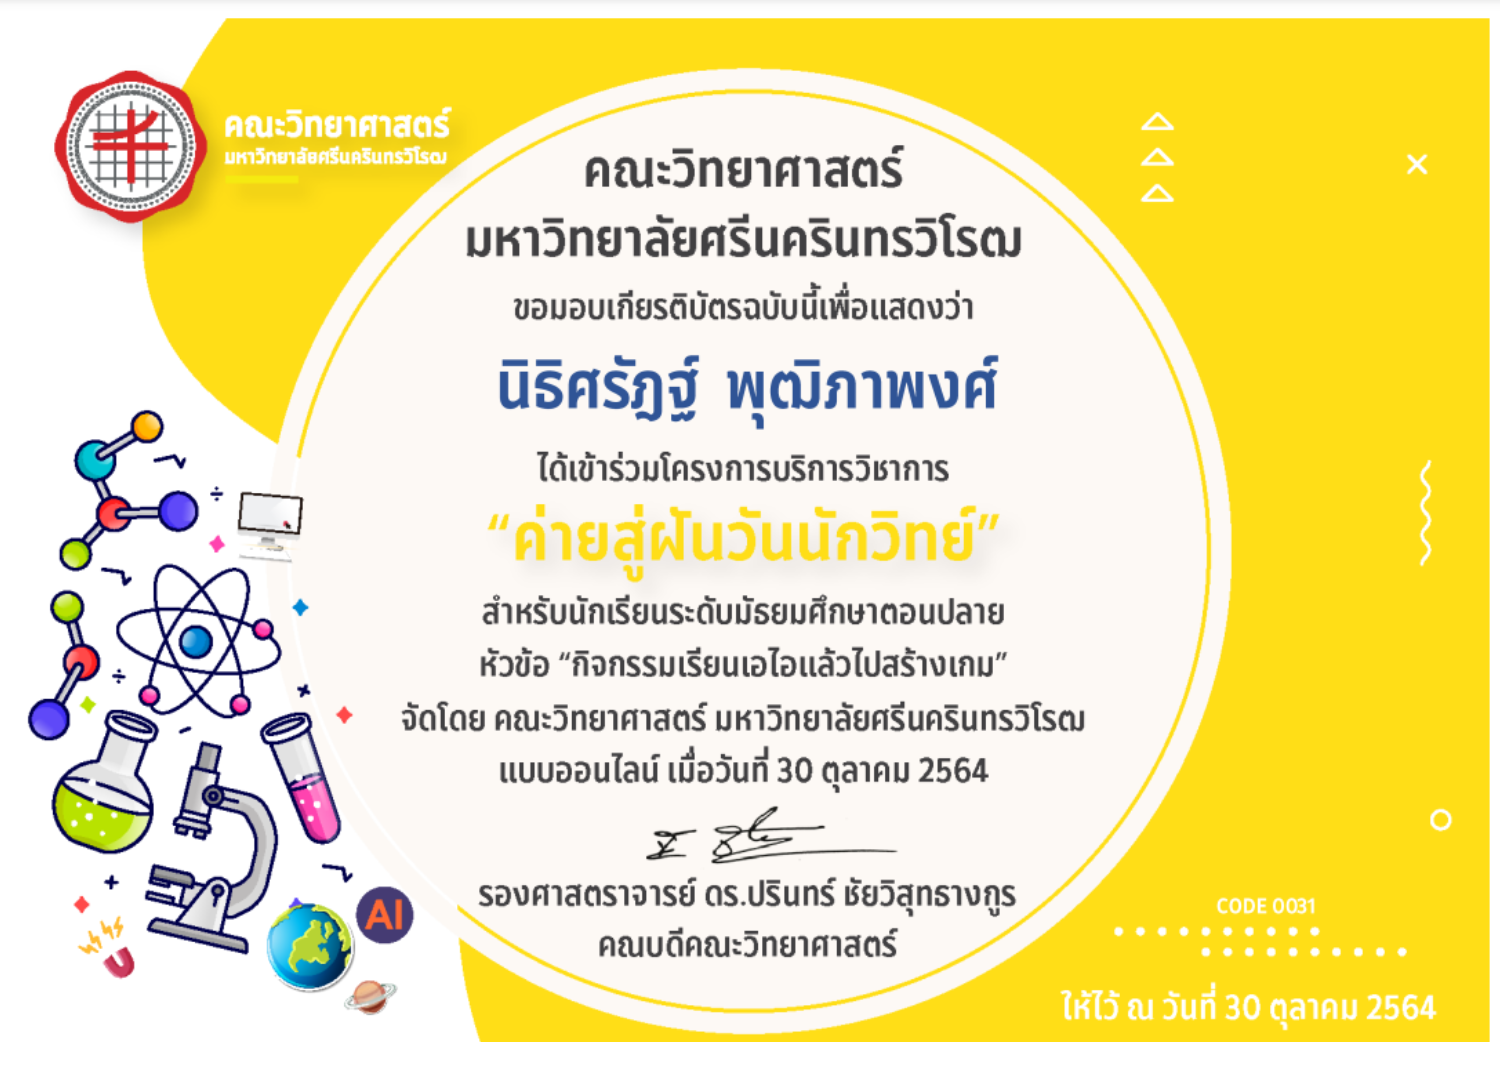 คณะวิทยาศาสตร์
มหาวิทยาลัยศรีนครินทรวิโรฒ
คณะวิทยาศาสตร์
มหาวิทยาลัยศรีนครินทรวิโรฒ
ขอมอบเกียรติบัตรฉบับนี้เพื่อแสดงว่า
นิธิศรัฎฐ์ พุฒิภาพงศ์
ได้เข้าร่วมโครงการบริการวิชาการ
“ค่ายสู่ฝันวันนักวิทย์”
สำหรับนักเรียนระดับมัธยมศึกษาตอนปลาย
หัวข้อ “กิจกรรมเรียนเอไอแล้วไปสร้างเกม”
จัดโดย คณะวิทยาศาสตร์ มหาวิทยาลัยศรีนครินทรวิโรฒ
แบบออนไลน์ เมื่อวันที่ 30 ตุลาคม 2564
รองศาสตราจารย์ ดร.ปรินทร์ ชัยวิสุทธางกูร
คณบดีคณะวิทยาศาสตร์
AI
CODE 0031
ให้ไว้ ณ วันที่ 30 ตุลาคม 2564